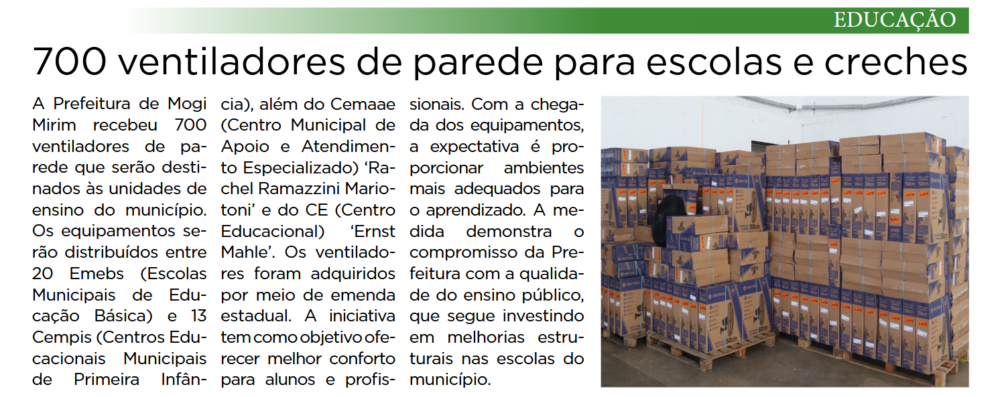 EDUCAÇÃO
700 ventiladores de parede para escolas e creches
A Prefeitura de Mogi
Mirim recebeu 700
ventiladores de pa-
rede que serão desti-
nados às unidades de
ensino do município.
Os equipamentos se-
rão distribuídos entre
20 Emebs (Escolas
Municipais de Edu-
cação Básica) e 13
Cempis (Centros Edu-
cacionais Municipais
de Primeira Infân-
cia), além do Cemaae
(Centro Municipal de
Apoio e Atendimen-
to Especializado) ‘Ra-
chel Ramazzini Mario-
toni’ e do CE (Centro
Educacional) ‘Ernst
Mahle’. Os ventilado-
res foram adquiridos
por meio de emenda
estadual. A iniciativa
tem como objetivo ofe-
recer melhor conforto
para alunos e profis-
sionais. Com a chega-
da dos equipamentos,
a expectativa é pro-
porcionar ambientes
mais adequados para
o aprendizado. A me-
dida demonstra o
compromisso da Pre-
feitura com a qualida-
de do ensino público,
que segue investindo
em melhorias estru-
turais nas escolas do
município.
VENTISOL
50cm
50cm